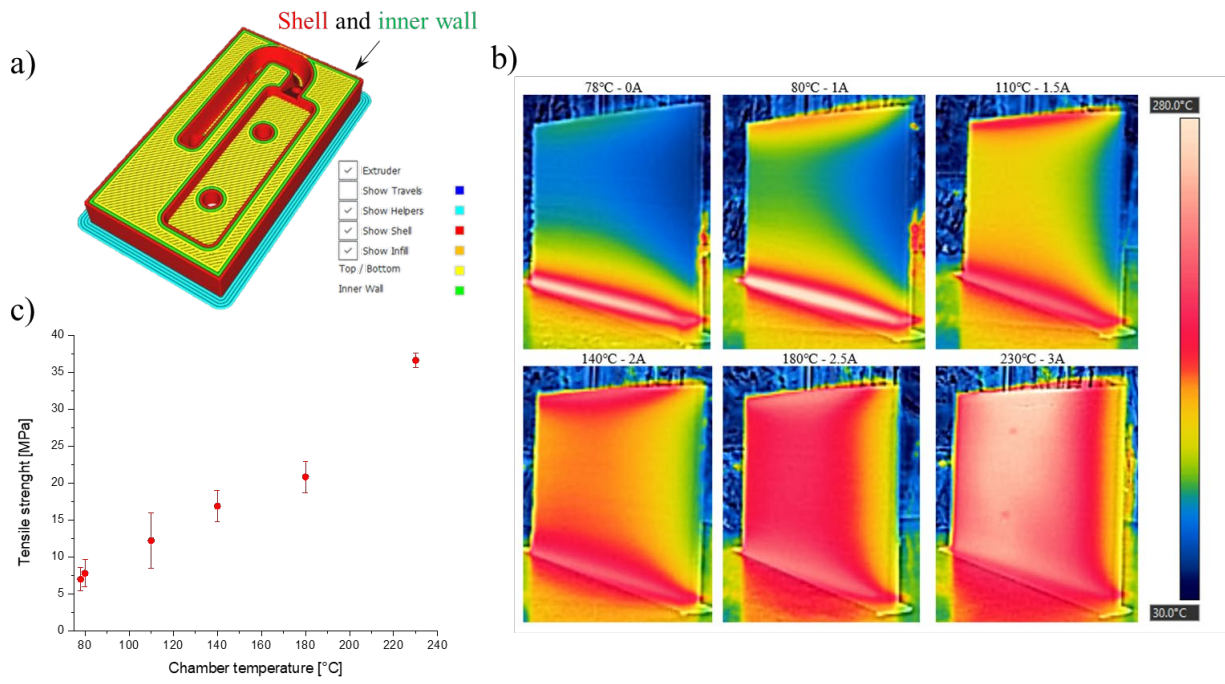 Shell and inner wall
a)
Extruder
Show Travels
Show Helpers
Show Shell
Show Infill
Top / Bottom
Inner Wall
b)
78°C - 0A
80°C - 1A
110°C - 1.5A
280.0°C
140°C - 2A
180°C - 2.5A
230°C - 3A
30.0°C
c)
40
35
30
25
20
15
10
5
0
Tensile strenght [MPa]
80
100
120
140
160
180
200
220
240
Chamber temperature [°C]